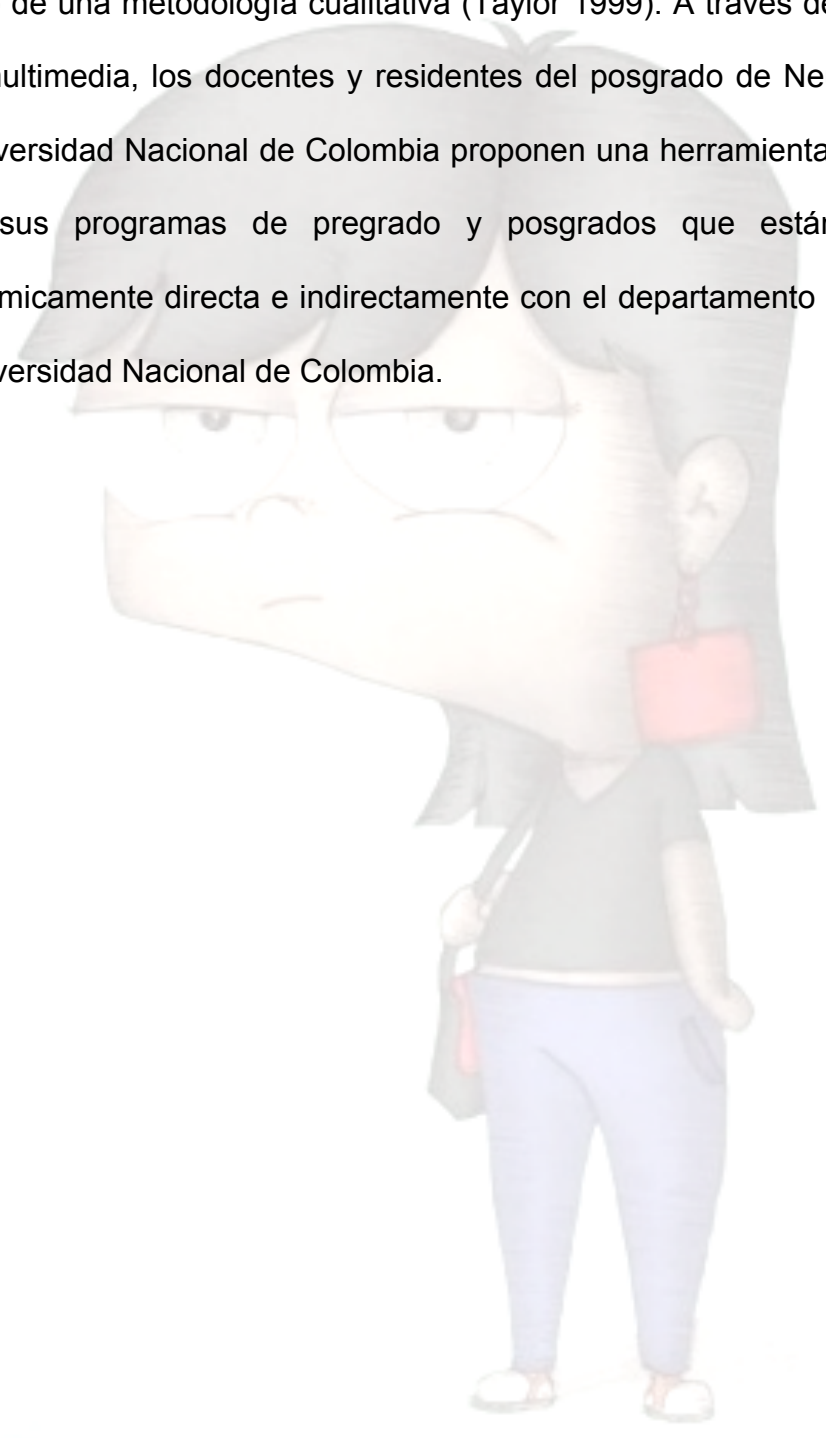 de una metodología cualitativa (Taylor 1999). A través de
ultimedia, los docentes y residentes del posgrado de Ne
versidad Nacional de Colombia proponen una herramienta
sus programas de pregrado y posgrados que están
micamente directa e indirectamente con el departamento
versidad Nacional de Colombia.